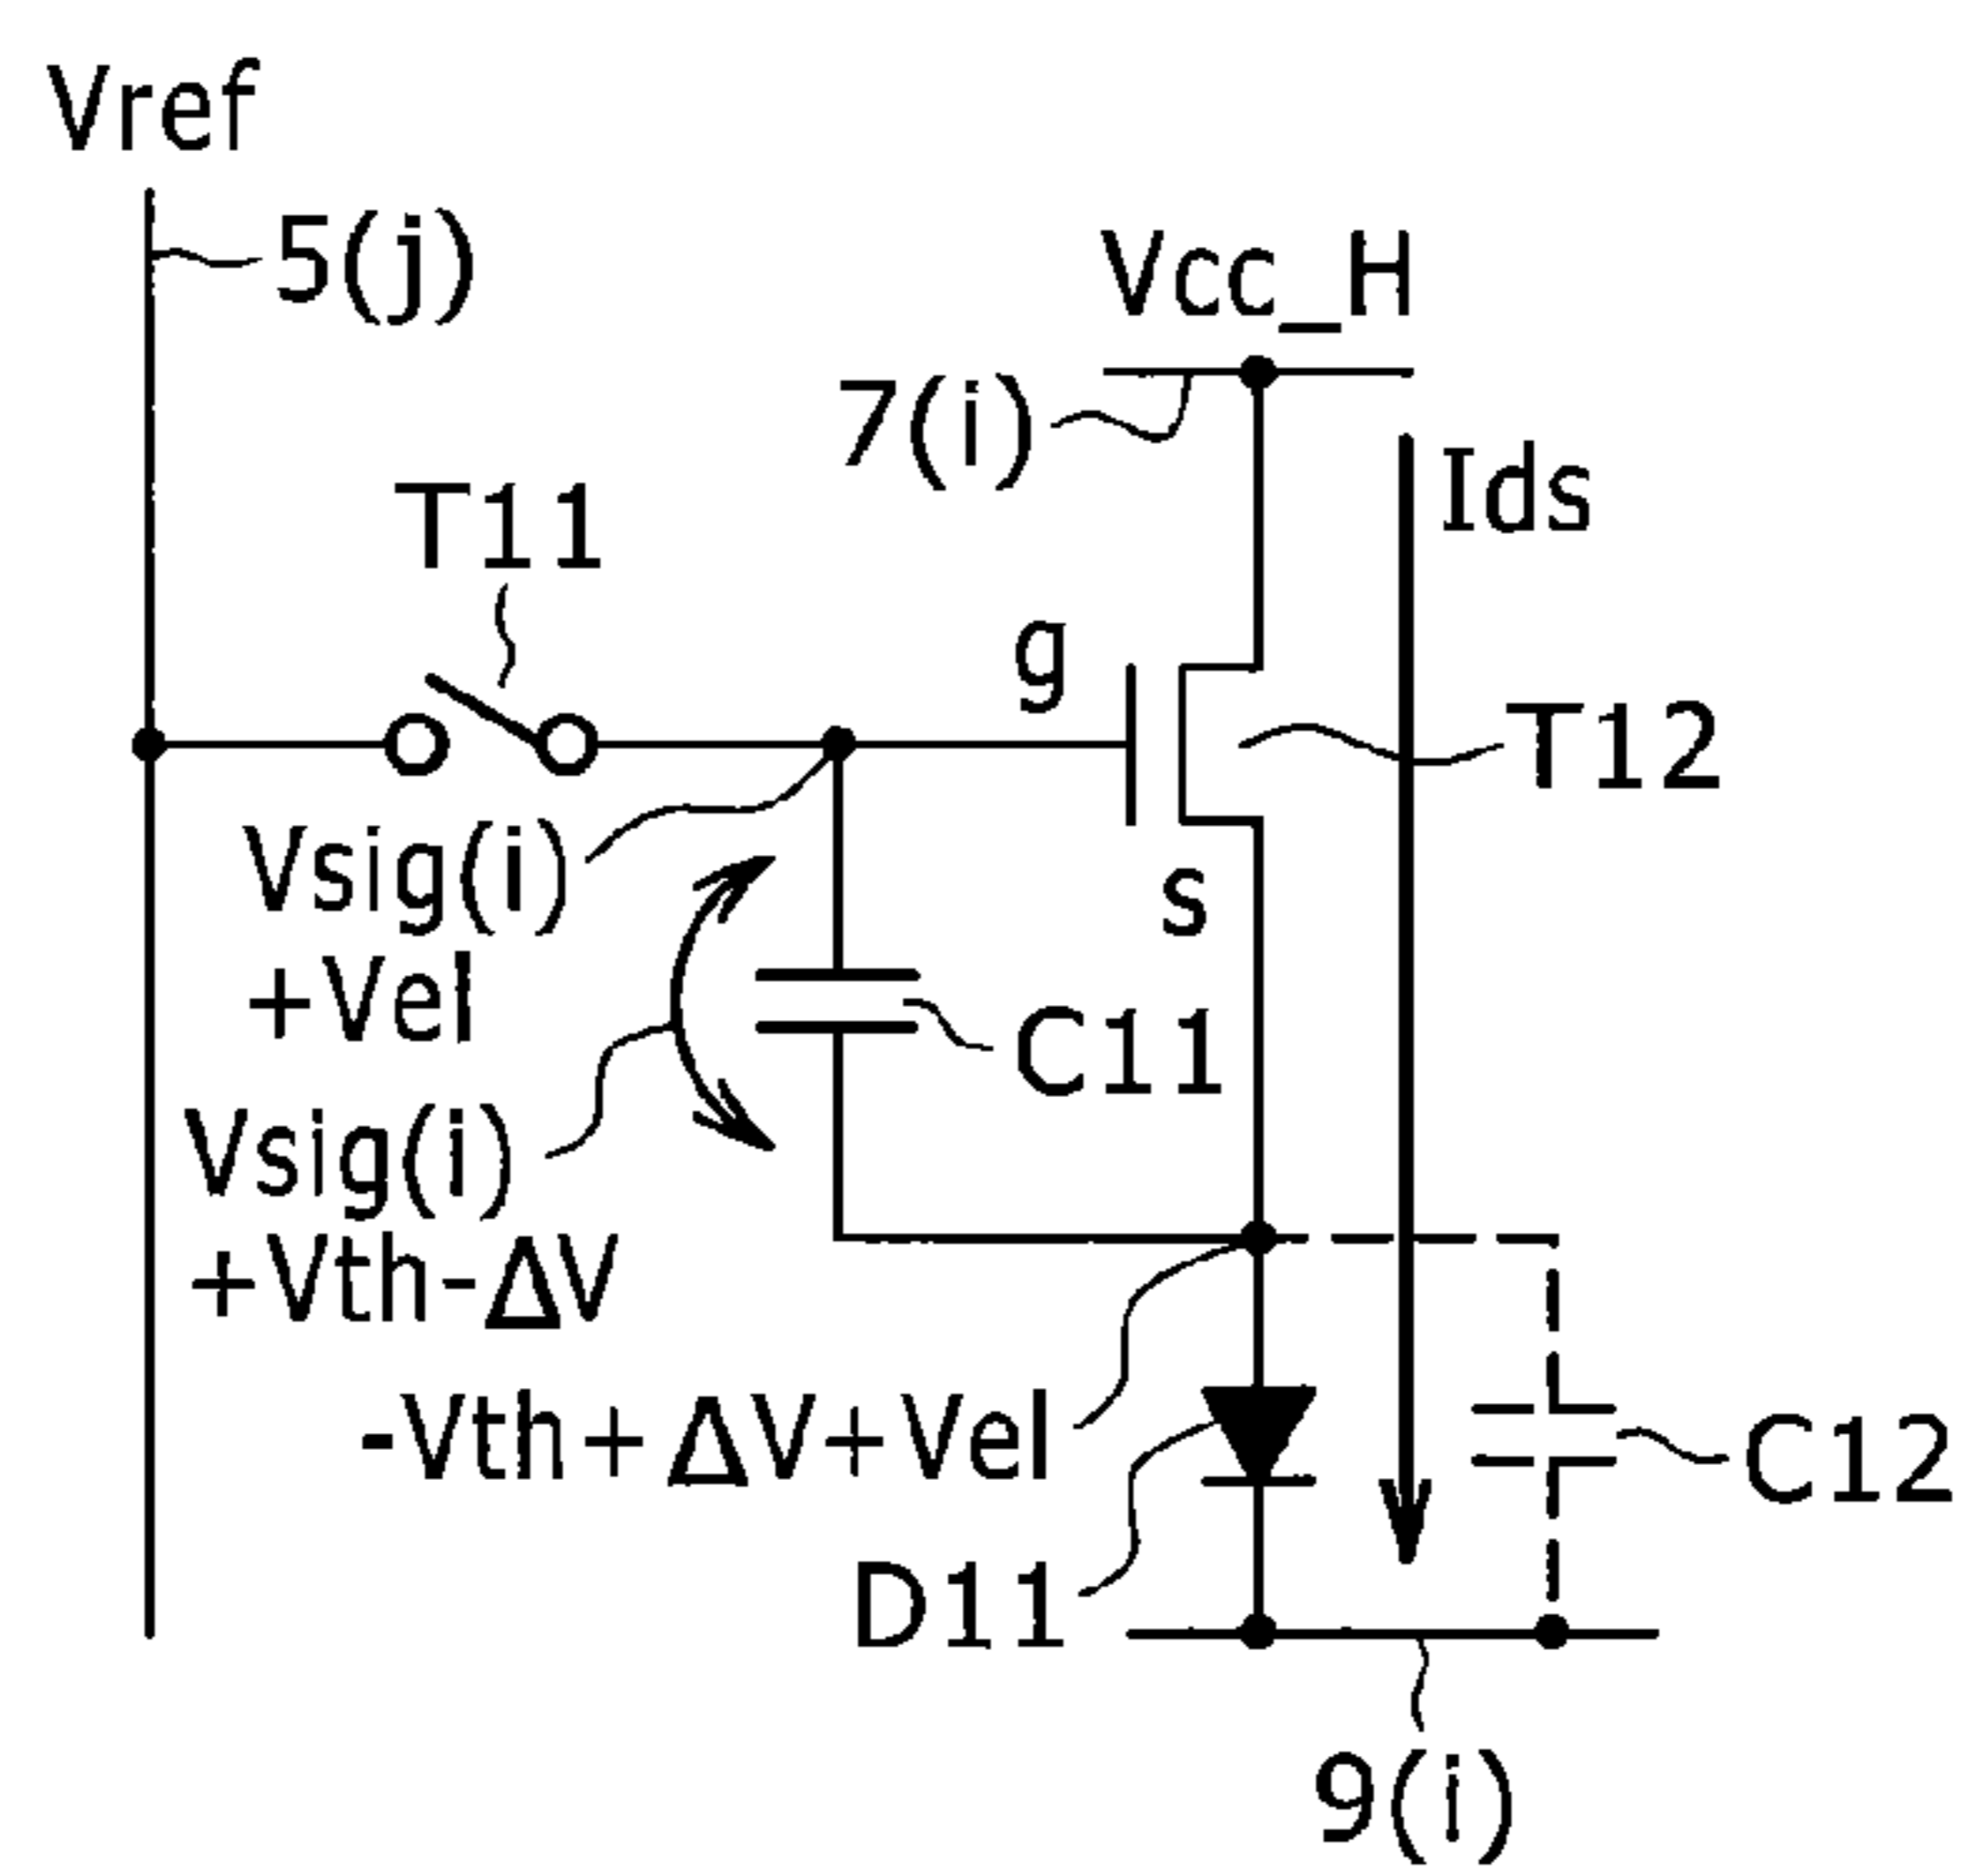 Vref
5(j)
Vcc_H
7(i)
Ids
T11
g
T12
Vsig(i)
+Vel
s
C11
Vsig(i)
+Vth-ΔV
-Vth+ΔV+Vel
C12
D11
9(i)